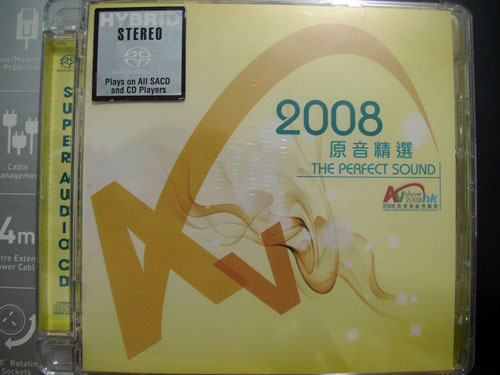 HYBRID
STEREO
Plays on All SACD
and CD Players
SUPER AUDIO CD
2008
原音精選
THE PERFECT SOUND
AV show
2008.hk
AV
Cable
4m